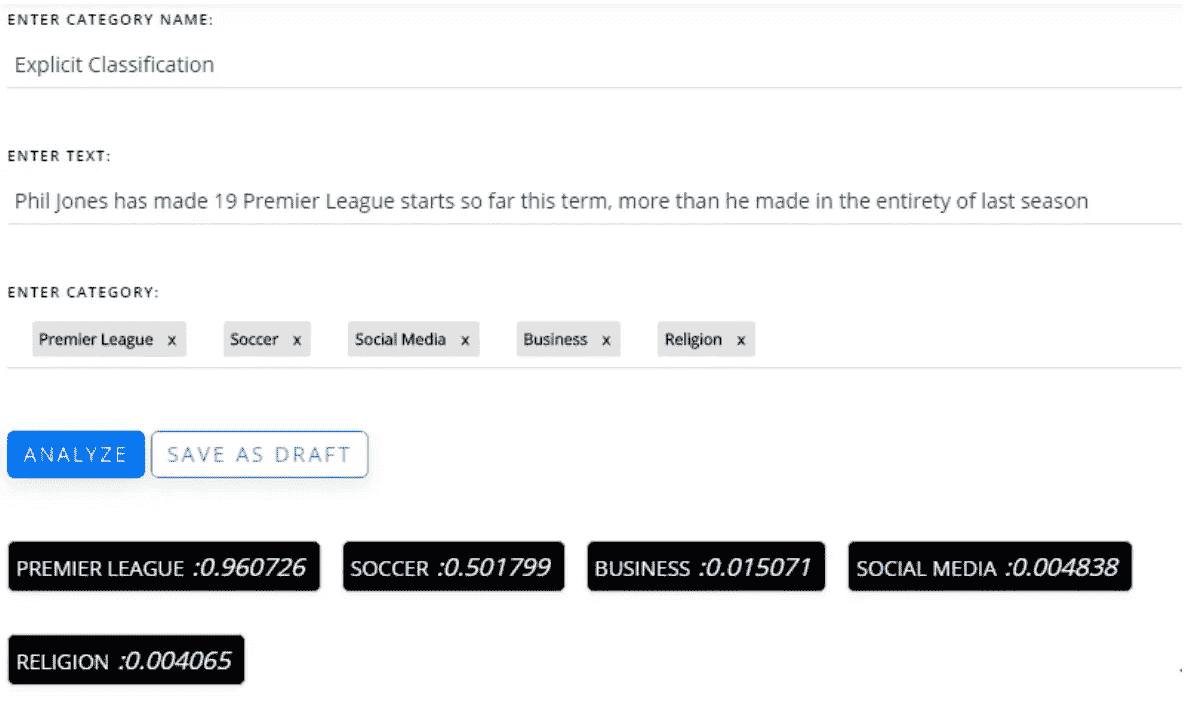 ENTER CATEGORY NAME:
Explicit Classification
ENTER TEXT:
Phil Jones has made 19 Premier League starts so far this term, more than he made in the entirety of last season
ENTER CATEGORY:
Premier League x Soccer x Social Media x Business x Religion x
ANALYZE SAVE AS DRAFT
PREMIER LEAGUE :0.960726 SOCCER :0.501799 BUSINESS :0.015071 SOCIAL MEDIA :0.004838
RELIGION :0.004065